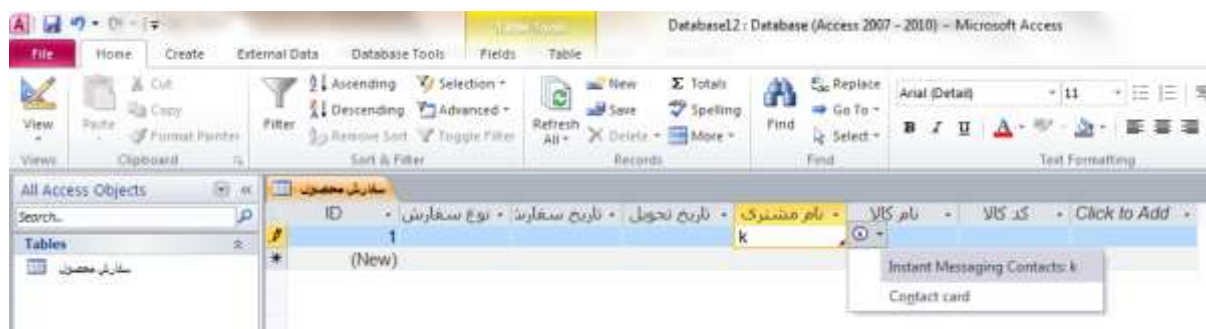 Table Tools Database12 : Database (Access 2007 - 2010) - Microsoft Access
File Home Create External Data Database Tools Fields Table
View Paste Cut Copy Format Painter
Filter Ascending Descending Remove Sort Selection Advanced Toggle Filter
Refresh All New Save Delete Totals Spelling More
Find Replace Go To Select
Arial (Detail) 11
B I U A
Views Clipboard Sort & Filter Records Find Text Formatting
All Access Objects سفارش محصول
Search..
ID نوع سفارش تاریخ سفارش تاریخ تحویل نام مشتری نام کالا کد کالا Click to Add
Tables 1 k
سفارش محصول (New)
Instant Messaging Contacts: k
Contact card